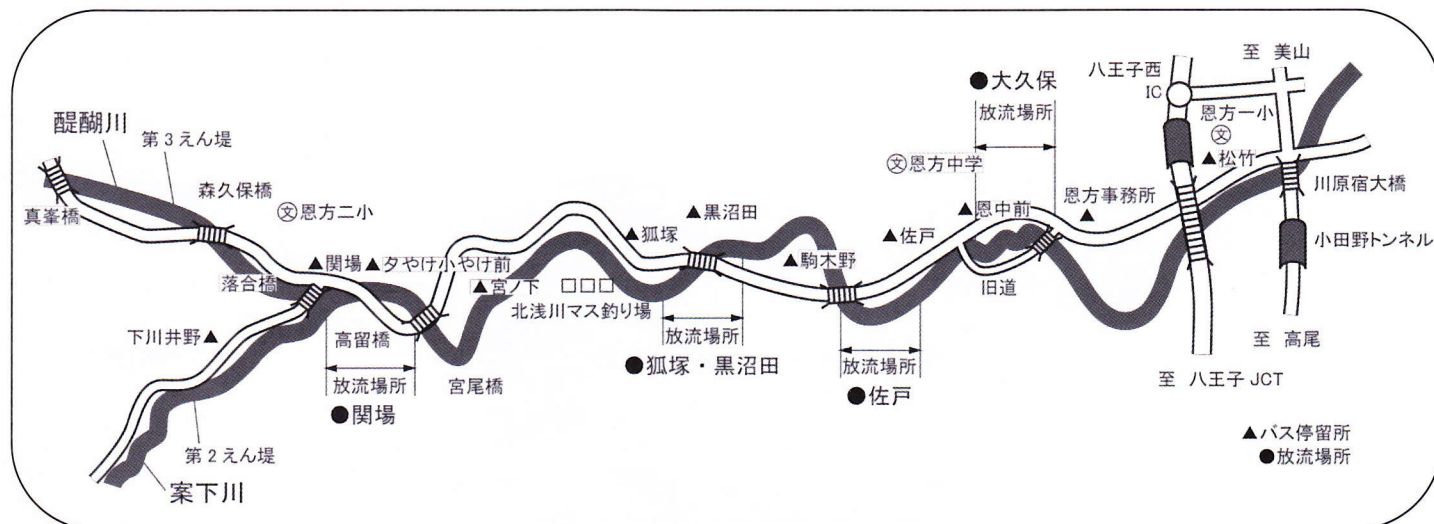 醍醐川
第3えん堤
真峯橋
森久保橋
㊛恩方二小
落合橋
▲関場
▲夕やけ小やけ前
下川井野▲
高留橋
放流場所
●関場
第2えん堤
案下川
宮尾橋
▲宮ノ下
□□□
北浅川マス釣り場
▲狐塚
▲黒沼田
放流場所
●狐塚・黒沼田
▲駒木野
放流場所
●佐戸
▲佐戸
文恩方中学
●大久保
放流場所
▲恩中前
旧道
恩方事務所
▲
八王子西
IC
至 美山
恩方一小
文
▲松竹
川原宿大橋
小田野トンネル
至 高尾
至 八王子JCT
▲バス停留所
●放流場所